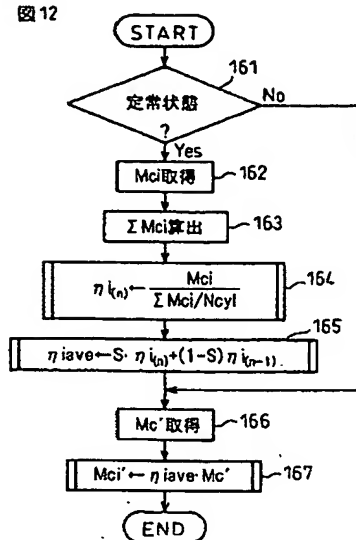 図12
START
161
定常状態
?
No
Yes
Mci取得
162
ΣMci算出
163
ηi(n)← Mci
ΣMci/Ncyl
164
165
ηiave←S·ηi(n)+(1-S)ηi(n-1).
Mc'取得
166
Mci'←ηiave·Mc'
167
END